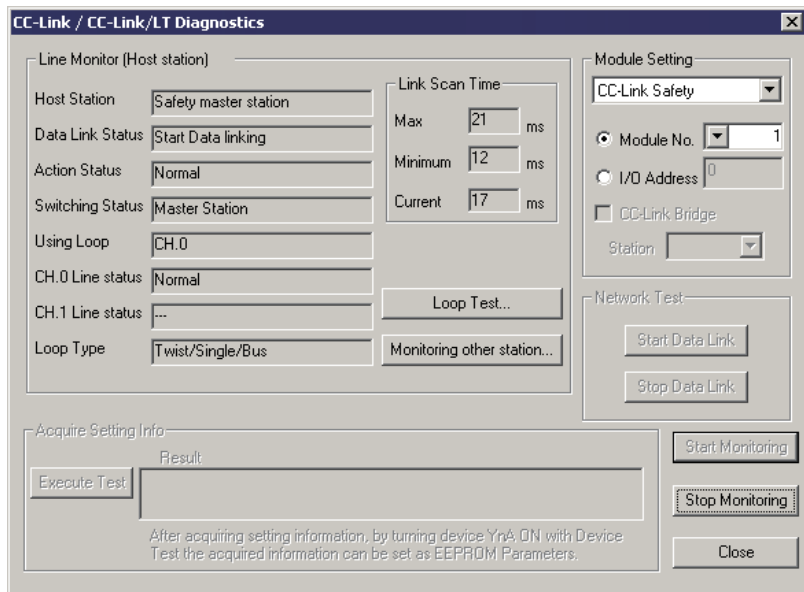 CC-Link / CC-Link/LT Diagnostics
Line Monitor (Host station)
Host Station Safety master station
Data Link Status Start Data linking
Action Status Normal
Switching Status Master Station
Using Loop CH.0
CH.0 Line status Normal
CH.1 Line status ---
Loop Type Twist/Single/Bus
Link Scan Time
Max 21 ms
Minimum 12 ms
Current 17 ms
Loop Test...
Monitoring other station...
Module Setting
CC-Link Safety
Module No. 1
I/O Address 0
CC-Link Bridge
Station
Network Test
Start Data Link
Stop Data Link
Acquire Setting Info
Result
Execute Test
After acquiring setting information, by turning device YnA ON with Device
Test the acquired information can be set as EEPROM Parameters.
Start Monitoring
Stop Monitoring
Close